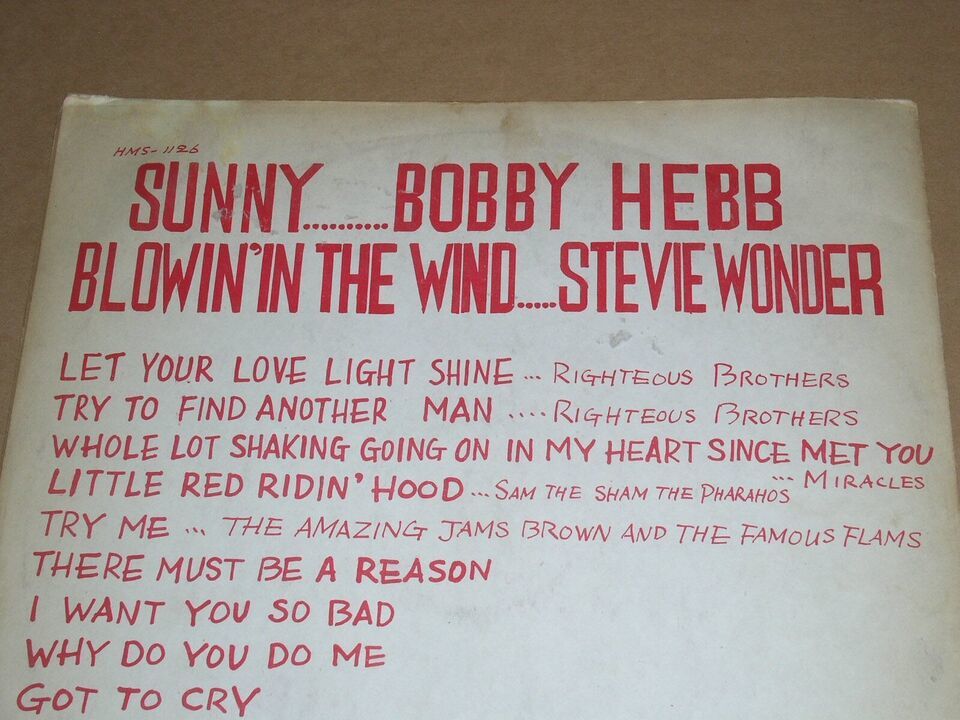 HMS-1126
SUNNY..........BOBBY HEBB
BLOWIN' IN THE WIND.....STEVIE WONDER
LET YOUR LOVE LIGHT SHINE ... RIGHTEOUS BROTHERS
TRY TO FIND ANOTHER MAN .... RIGHTEOUS BROTHERS
WHOLE LOT SHAKING GOING ON IN MY HEART SINCE MET YOU
... MIRACLES
LITTLE RED RIDIN' HOOD ... SAM THE SHAM THE PHARAHOS
TRY ME ... THE AMAZING JAMS BROWN AND THE FAMOUS FLAMS
THERE MUST BE A REASON
I WANT YOU SO BAD
WHY DO YOU DO ME
GOT TO CRY